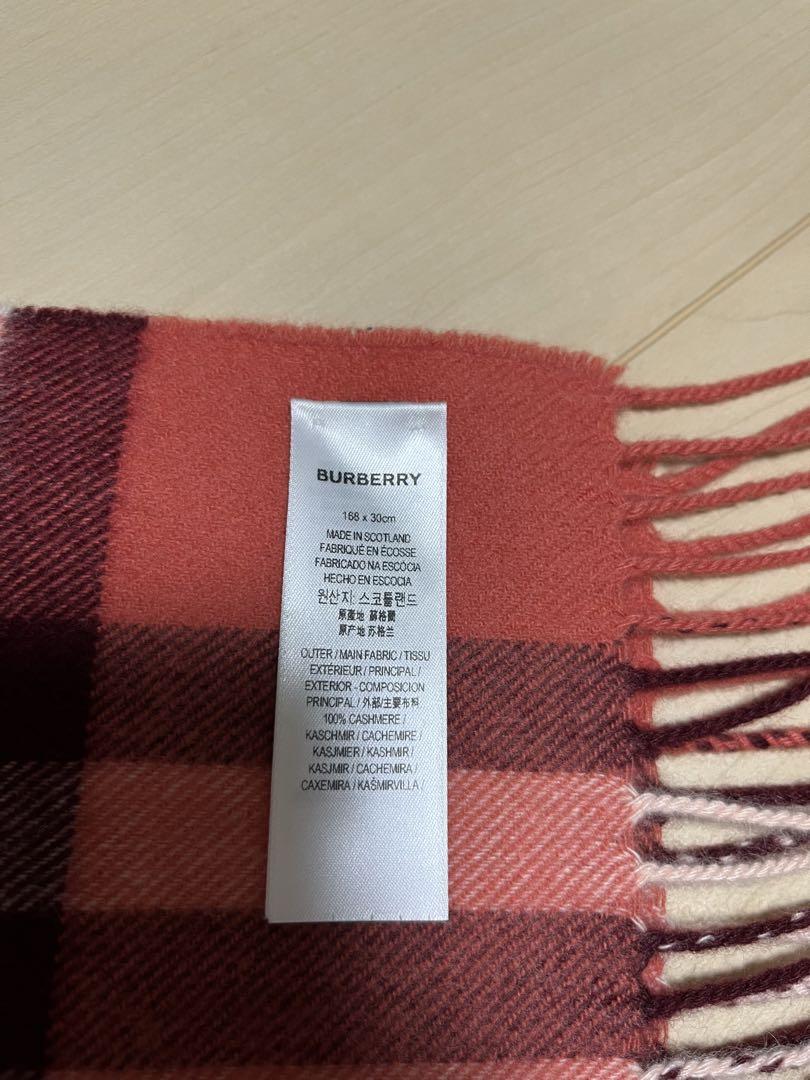 BURBERRY
168 x 30cm
MADE IN SCOTLAND
FABRIQUÉ EN ÉCOSSE
FABRICADO NA ESCÓCIA
HECHO EN ESCOCIA
원산지: 스코틀랜드
原產地 蘇格蘭
原产地 苏格兰
OUTER / MAIN FABRIC / TISSU
EXTÉRIEUR / PRINCIPAL /
EXTERIOR - COMPOSICION
PRINCIPAL / 外部/主要布料
100% CASHMERE /
KASCHMIR / CACHEMIRE /
KASJMIER / KASHMIR /
KASJMIR / CACHEMIRA /
CAXEMIRA / KAŠMIRVILLA /